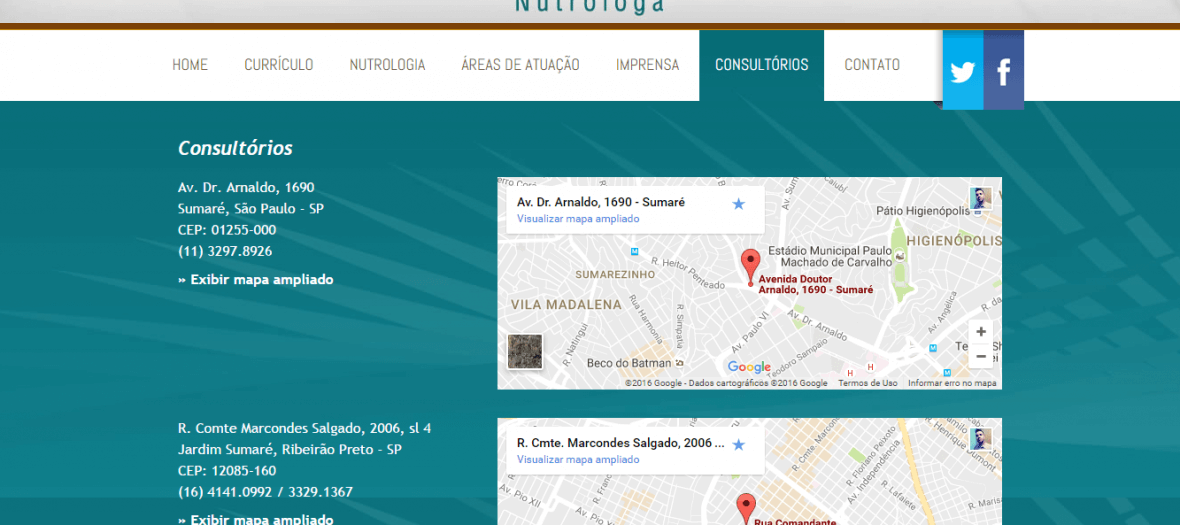 Nutróloga
HOME CURRÍCULO NUTROLOGIA ÁREAS DE ATUAÇÃO IMPRENSA CONSULTÓRIOS CONTATO
Consultórios
Av. Dr. Arnaldo, 1690
Sumaré, São Paulo - SP
CEP: 01255-000
(11) 3297.8926
» Exibir mapa ampliado
Av. Dr. Arnaldo, 1690 - Sumaré
Visualizar mapa ampliado
Pátio Higienópolis
HIGIENÓPOLIS
Estádio Municipal Paulo
Machado de Carvalho
R. Heitor Penteado
SUMAREZINHO
Avenida Doutor
Arnaldo, 1690 - Sumaré
VILA MADALENA
Rua Harmonia
R. Simpatia
R. Natingui
Av. Paulo VI
Av. Dr. Arnaldo
Av. Angélica
Teodoro Sampaio
Beco do Batman
Google
©2016 Google - Dados cartográficos ©2016 Google Termos de Uso Informar erro no mapa
R. Comte Marcondes Salgado, 2006, sl 4
Jardim Sumaré, Ribeirão Preto - SP
CEP: 12085-160
(16) 4141.0992 / 3329.1367
» Exibir mapa ampliado
R. Cmte. Marcondes Salgado, 2006 ...
Visualizar mapa ampliado
R. Floriano Peixoto
Av. Independência
Henrique Dumont
R. Lafaiete
Av. Pio XII
Rua Comandante